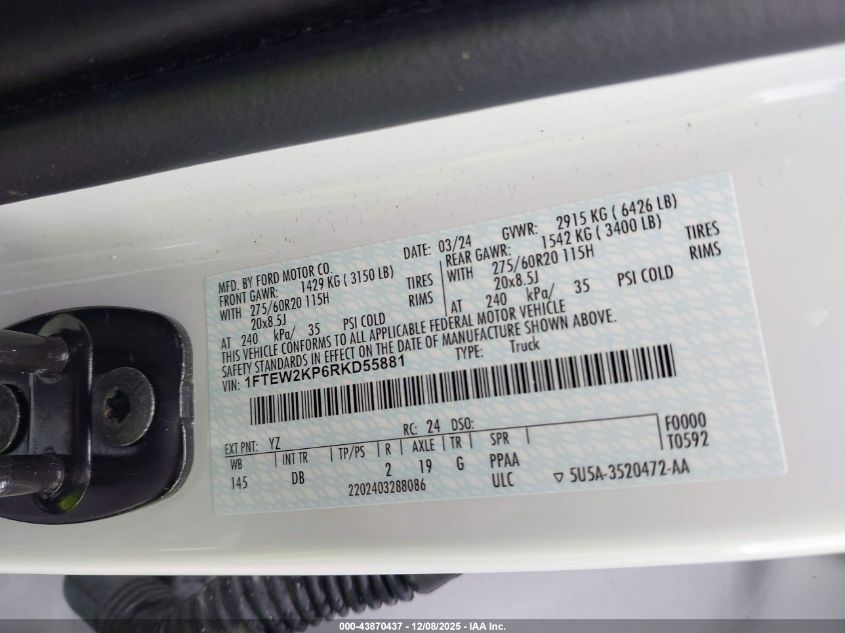 MFD. BY FORD MOTOR CO.
DATE: 03/24 GVWR: 2915 KG ( 6426 LB)
FRONT GAWR: 1429 KG ( 3150 LB) REAR GAWR: 1542 KG ( 3400 LB)
WITH 275/60R20 115H TIRES WITH 275/60R20 115H TIRES
20x8.5J RIMS 20x8.5J RIMS
AT 240 kPa/ 35 PSI COLD AT 240 kPa/ 35 PSI COLD
THIS VEHICLE CONFORMS TO ALL APPLICABLE FEDERAL MOTOR VEHICLE
SAFETY STANDARDS IN EFFECT ON THE DATE OF MANUFACTURE SHOWN ABOVE.
VIN: 1FTEW2KP6RKD55881 TYPE: Truck
EXT PNT: YZ RC: 24 DSO: F0000
WB INT TR TP/PS R AXLE TR SPR T0592
145 DB 2 19 G PPAA
2202403288086 ULC ▽ 5U5A-3520472-AA
000-43870437 - 12/08/2025 - IAA Inc.